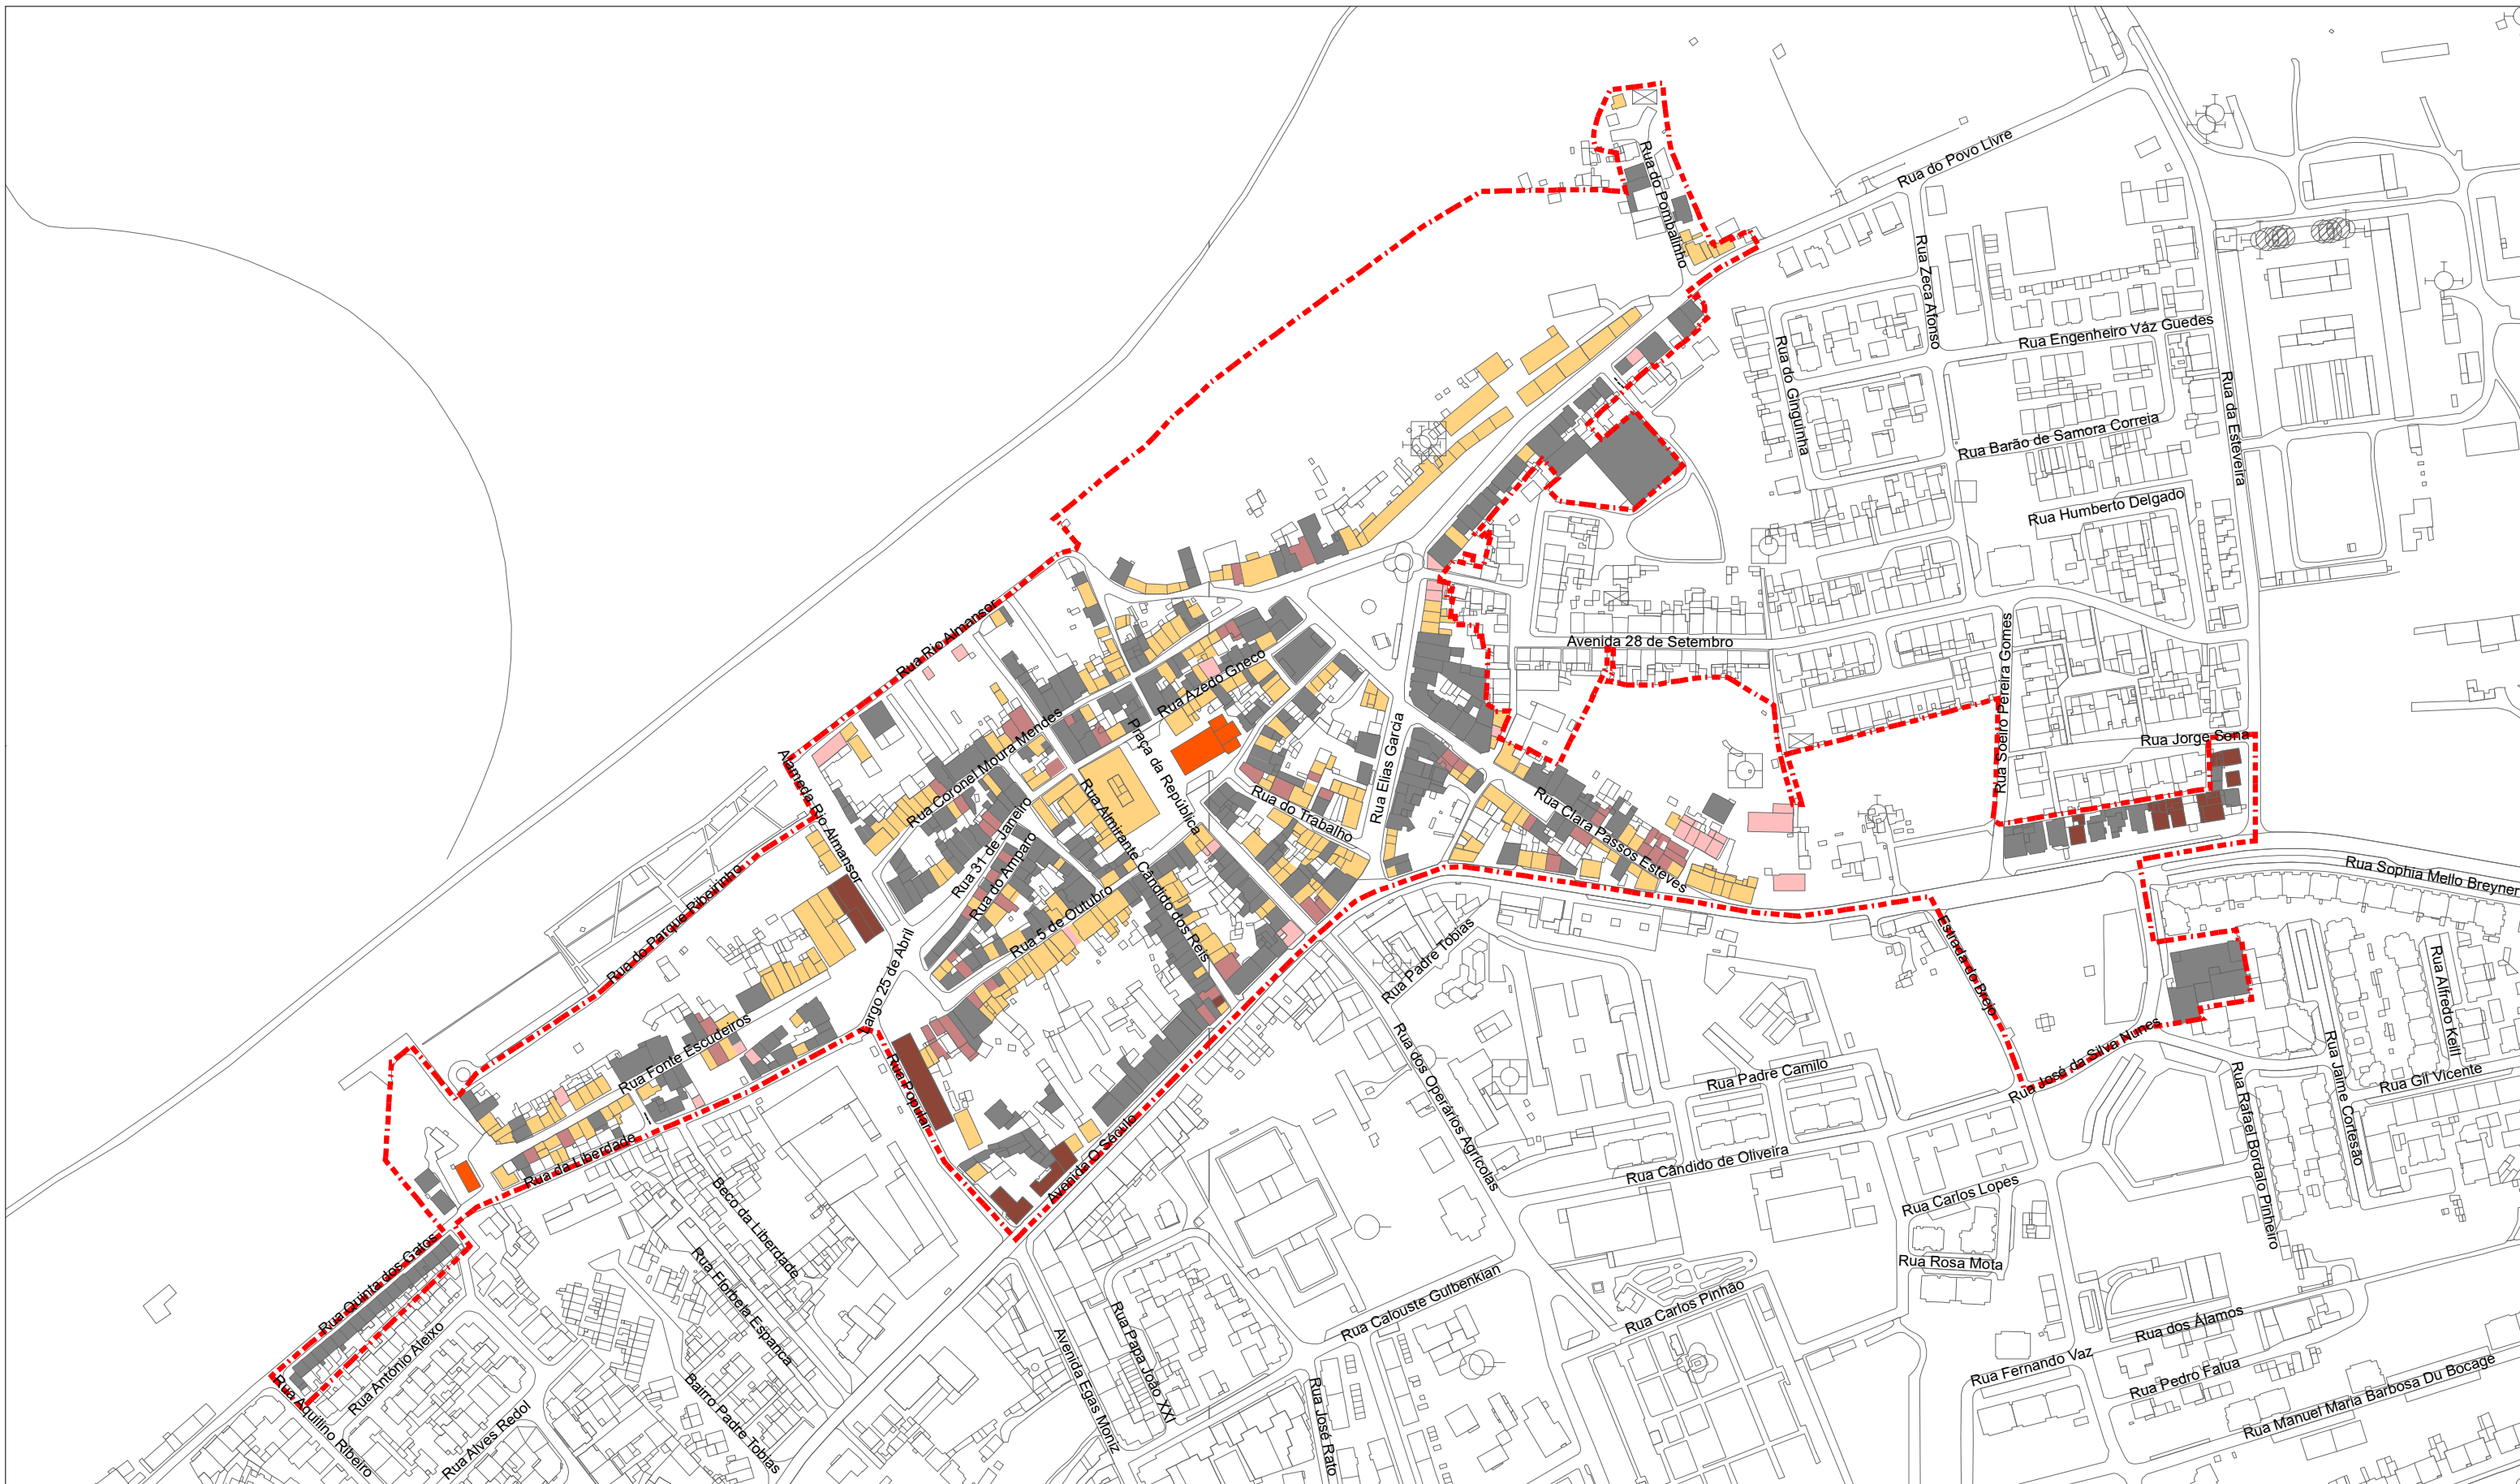 Rua do Povo Livre
Rua do Pombalinho
Rua Zeca Afonso
Rua Engenheiro Váz Guedes
Rua do Ginguinha
Rua da Esteveira
Rua Barão de Samora Correia
Rua Humberto Delgado
Rua Rio Almansor
Avenida 28 de Setembro
Rua Soeiro Pereira Gomes
Rua Azedo Gneco
Rua Coronel Moura Mendes
Praça da República
Rua Elias Garcia
Rua Jorge Sena
Alameda Rio Almansor
Rua do Trabalho
Rua Clara Passos Esteves
Rua 31 de Janeiro
Rua Almirante Cândido dos Reis
Rua do Amparo
Rua do Parque Ribeirinho
Rua 5 de Outubro
Rua Sophia Mello Breyner
Largo 25 de Abril
Rua Padre Tobias
Estrada do Brejo
Rua Alfredo Keill
Rua Fonte Escudeiros
Rua Popular
Rua dos Operários Agrícolas
Rua Padre Camilo
Rua José da Silva Nunes
Rua Jaime Cortesão
Rua Gil Vicente
Rua Rafael Bordalo Pinheiro
Rua da Liberdade
Avenida O Século
Beco da Liberdade
Rua Cândido de Oliveira
Rua Carlos Lopes
Rua Quinta dos Gatos
Rua Florbela Espanca
Rua Rosa Mota
Rua Calouste Gulbenkian
Rua Carlos Pinhão
Rua dos Álamos
Rua António Aleixo
Avenida Egas Moniz
Rua Papa João XXI
Rua Fernando Vaz
Rua Pedro Falua
Rua Aquilino Ribeiro
Rua Alves Redol
Bairro Padre Tobias
Rua José Rato
Rua Manuel Maria Barbosa Du Bocage